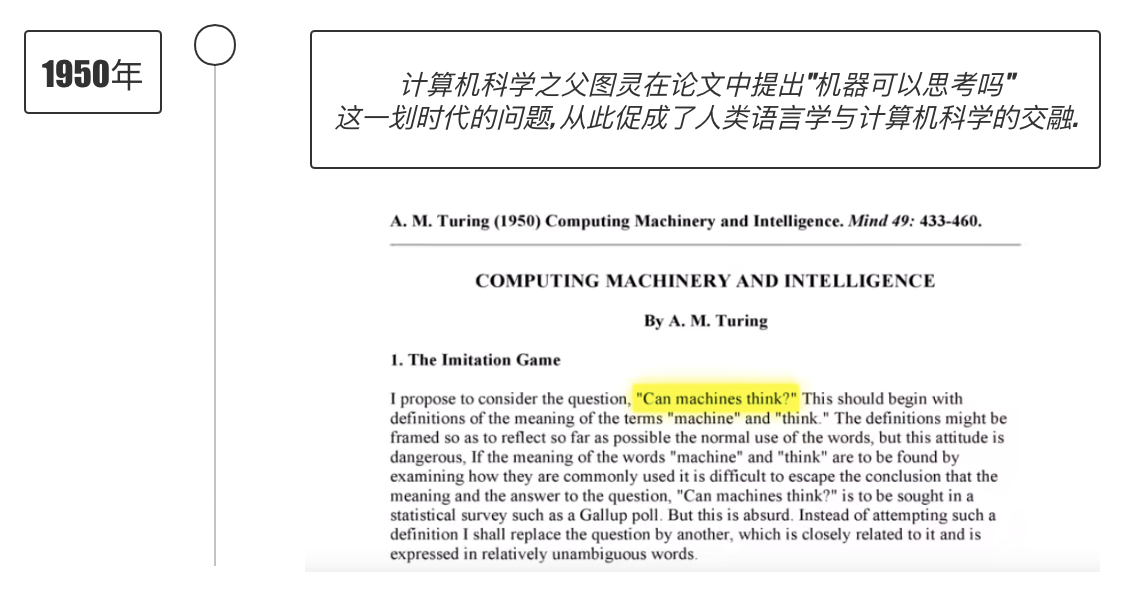 1950年
计算机科学之父图灵在论文中提出"机器可以思考吗"
这一划时代的问题,从此促成了人类语言学与计算机科学的交融.
A. M. Turing (1950) Computing Machinery and Intelligence. Mind 49: 433-460.
COMPUTING MACHINERY AND INTELLIGENCE
By A. M. Turing
1. The Imitation Game
I propose to consider the question, "Can machines think?" This should begin with
definitions of the meaning of the terms "machine" and "think." The definitions might be
framed so as to reflect so far as possible the normal use of the words, but this attitude is
dangerous, If the meaning of the words "machine" and "think" are to be found by
examining how they are commonly used it is difficult to escape the conclusion that the
meaning and the answer to the question, "Can machines think?" is to be sought in a
statistical survey such as a Gallup poll. But this is absurd. Instead of attempting such a
definition I shall replace the question by another, which is closely related to it and is
expressed in relatively unambiguous words.